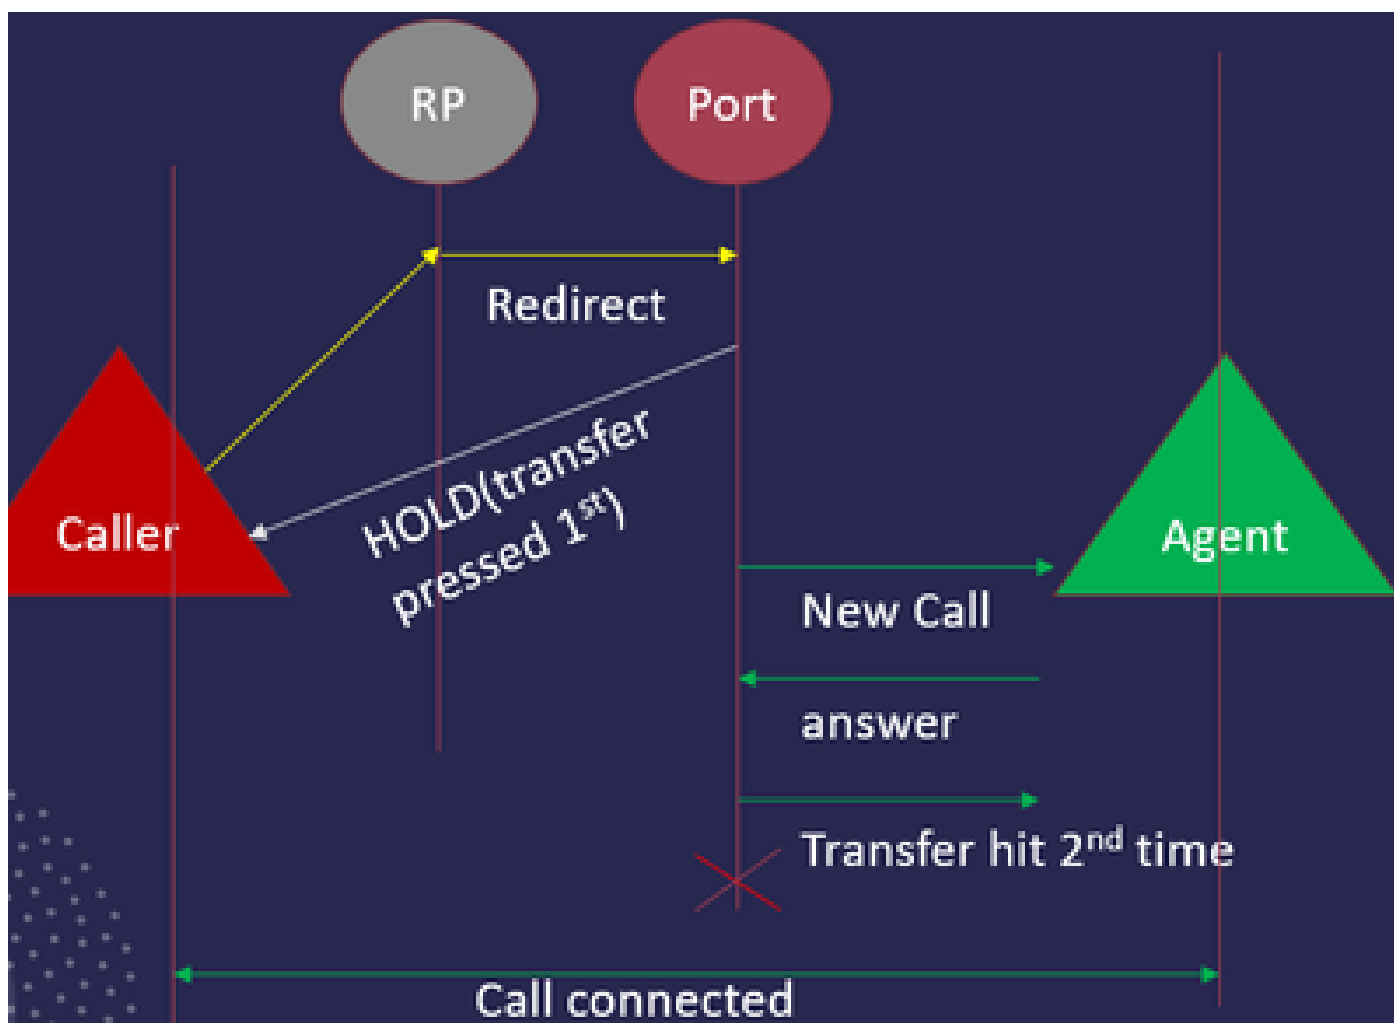 RP
Port
Redirect
HOLD(transfer
pressed 1st)
Caller
Agent
New Call
answer
Transfer hit 2nd time
Call connected